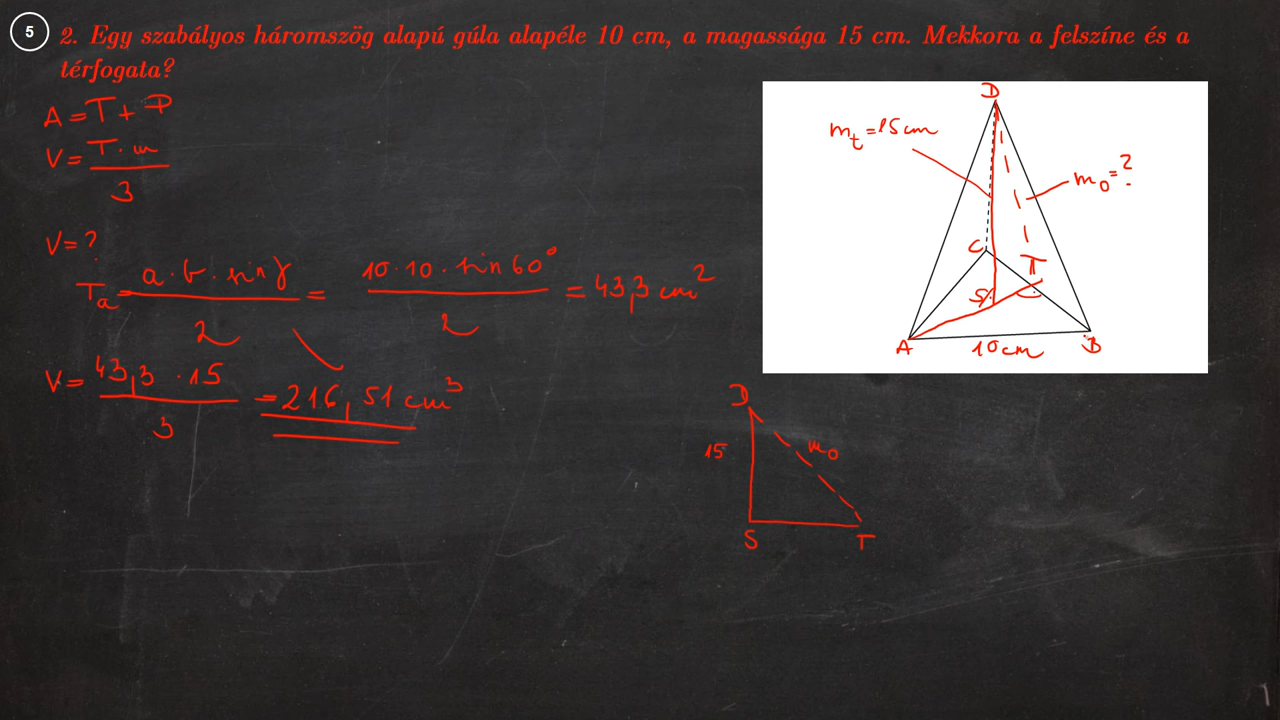 5
2. Egy szabályos háromszög alapú gúla alapéle 10 cm, a magassága 15 cm. Mekkora a felszíne és a
térfogata?
A = T + P
V = T · m / 3
V = ?
Ta = a · b · sin γ / 2 = 10 · 10 · sin 60° / 2 = 43,3 cm²
V = 43,3 · 15 / 3 = 216,51 cm³
D
mt = 15 cm
mo = ?
C
T
S
A
10 cm
B
D
15
mo
S
T